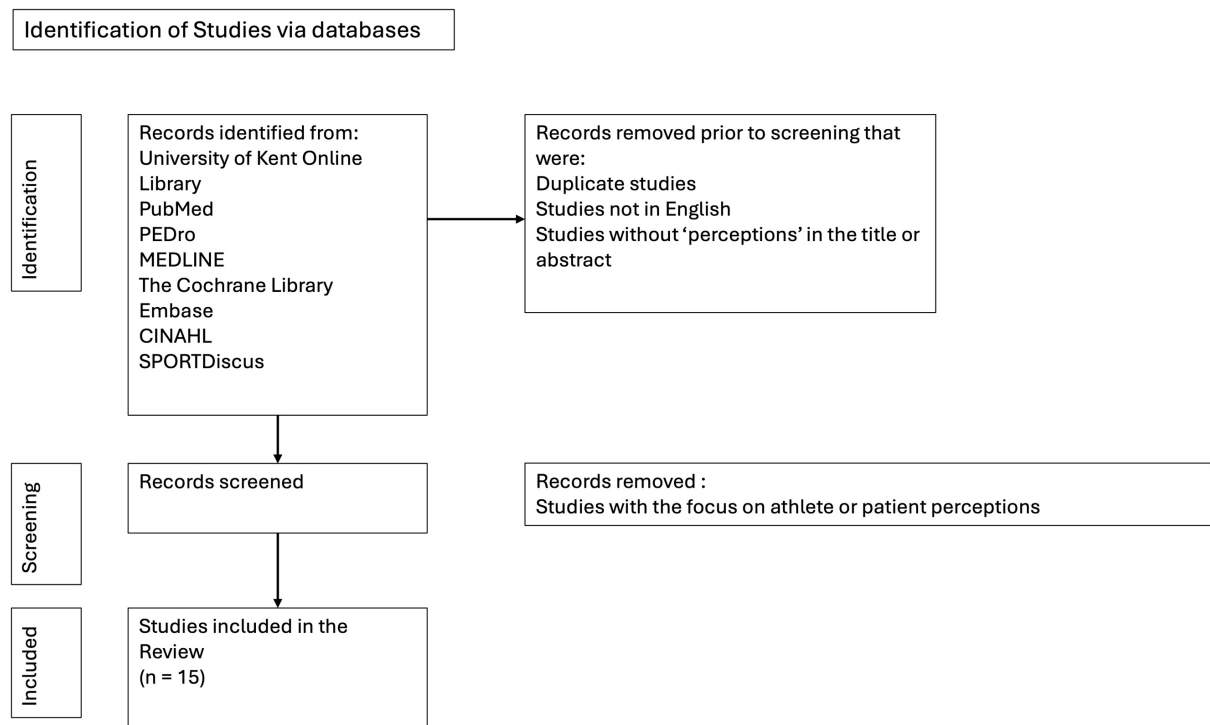 Identification of Studies via databases
Identification
Records identified from:
University of Kent Online
Library
PubMed
PEDro
MEDLINE
The Cochrane Library
Embase
CINAHL
SPORTDiscus
Records removed prior to screening that
were:
Duplicate studies
Studies not in English
Studies without ‘perceptions’ in the title or
abstract
Screening
Records screened
Records removed :
Studies with the focus on athlete or patient perceptions
Included
Studies included in the
Review
(n = 15)